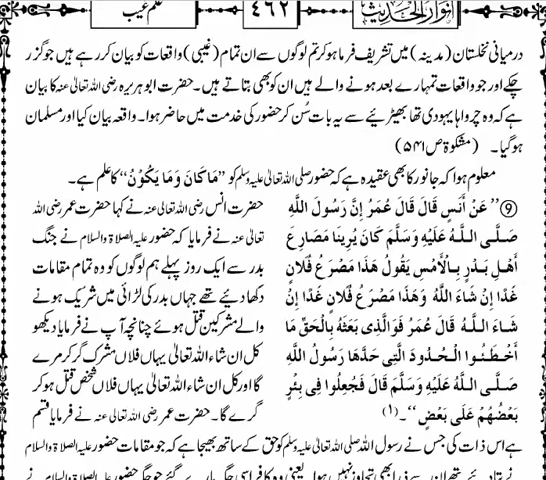 انوار الحدیث ۴۶۲ علم غیب
درمیانی نخلستان (مدینہ) میں تشریف فرما ہو کر تم لوگوں سے ان تمام (غیبی) واقعات کو بیان کر رہے ہیں جو گزر
چکے اور جو واقعات تمہارے بعد ہونے والے ہیں ان کو بھی بتاتے ہیں۔ حضرت ابو ہریرہ رضی اللہ تعالیٰ عنہ کا بیان
ہے کہ وہ چرواہا یہودی تھا بھیڑیئے سے یہ بات سُن کر حضور کی خدمت میں حاضر ہوا۔ واقعہ بیان کیا اور مسلمان
ہو گیا۔ (مشکوٰۃ ص ۵۴۱)
معلوم ہوا کہ جانور کا بھی عقیدہ ہے کہ حضور صلی اللہ تعالیٰ علیہ وسلم کو ”مَا کَانَ وَمَا یَکُوْنُ“ کا علم ہے۔
⑨ ”عَنْ أَنَسٍ قَالَ قَالَ عُمَرُ إِنَّ رَسُولَ اللَّهِ
صَلَّى اللَّهُ عَلَيْهِ وَسَلَّمَ كَانَ يُرِينَا مَصَارِعَ
أَهْلِ بَدْرٍ بِالْأَمْسِ يَقُولُ هَذَا مَصْرَعُ فُلَانٍ
غَدًا إِنْ شَاءَ اللَّهُ وَهَذَا مَصْرَعُ فُلَانٍ غَدًا إِنْ
شَاءَ اللَّهُ قَالَ عُمَرُ فَوَالَّذِي بَعَثَهُ بِالْحَقِّ مَا
أَخْطَئُوا الْحُدُودَ الَّتِي حَدَّهَا رَسُولُ اللَّهِ
صَلَّى اللَّهُ عَلَيْهِ وَسَلَّمَ قَالَ فَجُعِلُوا فِي بِئْرٍ
بَعْضُهُمْ عَلَى بَعْضٍ“۔ (۱)
حضرت انس رضی اللہ تعالیٰ عنہ نے کہا حضرت عمر رضی اللہ
تعالیٰ عنہ نے فرمایا کہ حضور علیہ الصلاۃ والسلام نے جنگ
بدر سے ایک روز پہلے ہم لوگوں کو وہ تمام مقامات
دکھا دیئے تھے جہاں بدر کی لڑائی میں شریک ہونے
والے مشرکین قتل ہوئے چنانچہ آپ نے فرمایا دیکھو
کل ان شاء اللہ تعالیٰ یہاں فلاں مشرک گر کر مرے
گا اور کل ان شاء اللہ تعالیٰ یہاں فلاں شخص قتل ہو کر
گرے گا۔ حضرت عمر رضی اللہ تعالیٰ عنہ نے فرمایا قسم
ہے اس ذات کی جس نے رسول اللہ صلی اللہ تعالیٰ علیہ وسلم کو حق کے ساتھ بھیجا ہے کہ جو مقامات حضور علیہ الصلاۃ والسلام